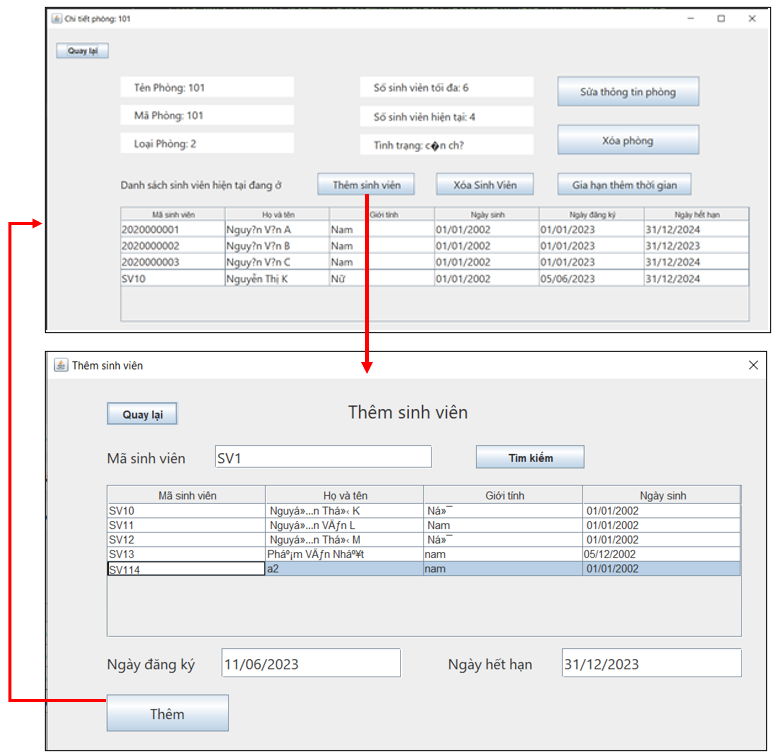 Chi tiết phòng: 101
Quay lại
Tên Phòng: 101 Số sinh viên tối đa: 6 Sửa thông tin phòng
Mã Phòng: 101 Số sinh viên hiện tại: 4
Loại Phòng: 2 Tình trạng: c�n ch? Xóa phòng
Danh sách sinh viên hiện tại đang ở Thêm sinh viên Xóa Sinh Viên Gia hạn thêm thời gian
Mã sinh viên Họ và tên Giới tính Ngày sinh Ngày đăng ký Ngày hết hạn
2020000001 Nguy?n V?n A Nam 01/01/2002 01/01/2023 31/12/2024
2020000002 Nguy?n V?n B Nam 01/01/2002 01/01/2023 31/12/2023
2020000003 Nguy?n V?n C Nam 01/01/2002 01/01/2023 31/12/2024
SV10 Nguyễn Thị K Nữ 01/01/2002 05/06/2023 31/12/2024
Thêm sinh viên
Quay lại Thêm sinh viên
Mã sinh viên SV1 Tìm kiếm
Mã sinh viên Họ và tên Giới tính Ngày sinh
SV10 Nguyá»…n Thá»‹ K Ná»¯ 01/01/2002
SV11 Nguyá»…n VÄƒn L Nam 01/01/2002
SV12 Nguyá»…n Thá»‹ M Ná»¯ 01/01/2002
SV13 Pháº¡m VÄƒn Nháº¥t nam 05/12/2002
SV114 a2 nam 01/01/2002
Ngày đăng ký 11/06/2023 Ngày hết hạn 31/12/2023
Thêm